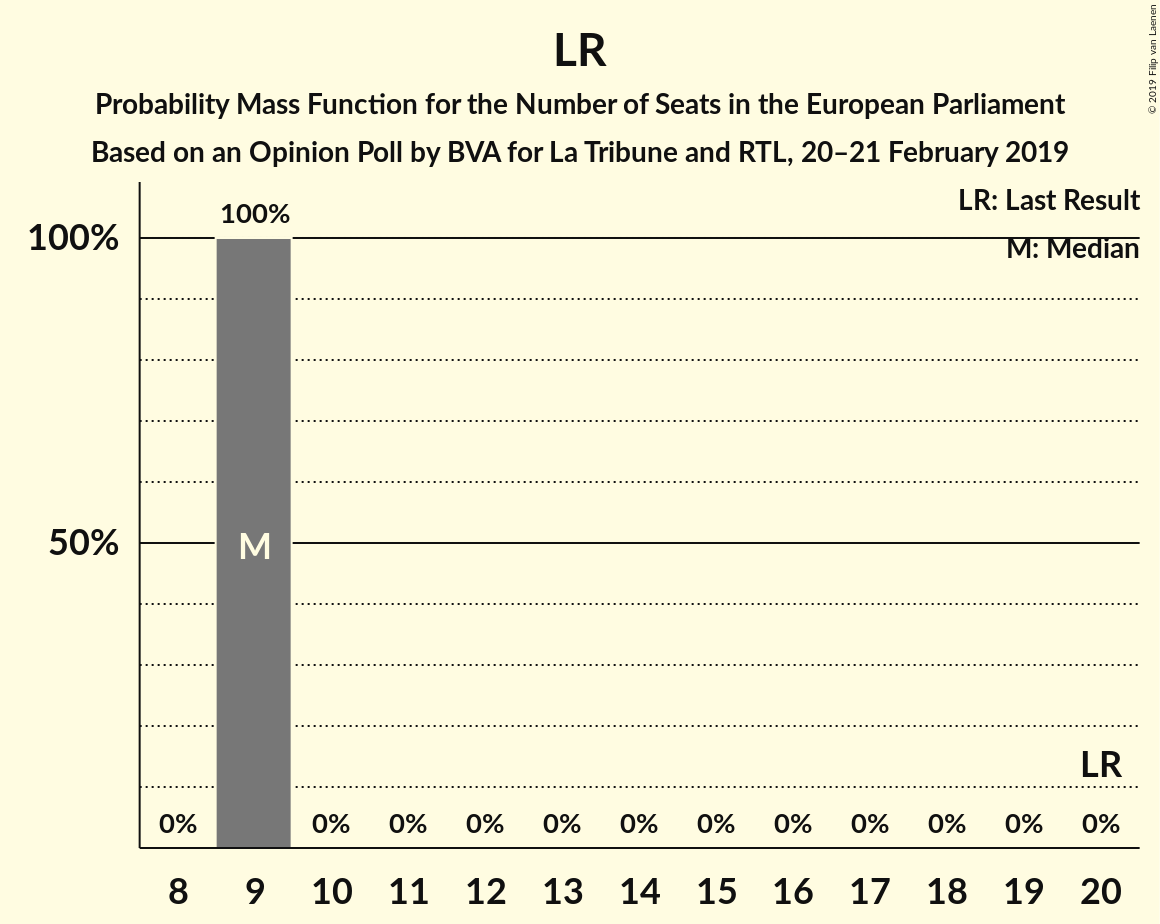 LR
Probability Mass Function for the Number of Seats in the European Parliament
Based on an Opinion Poll by BVA for La Tribune and RTL, 20–21 February 2019
© 2019 Filip van Laenen
LR: Last Result
M: Median
100%
100%
50%
M
LR
0% 0% 0% 0% 0% 0% 0% 0% 0% 0% 0% 0%
8 9 10 11 12 13 14 15 16 17 18 19 20